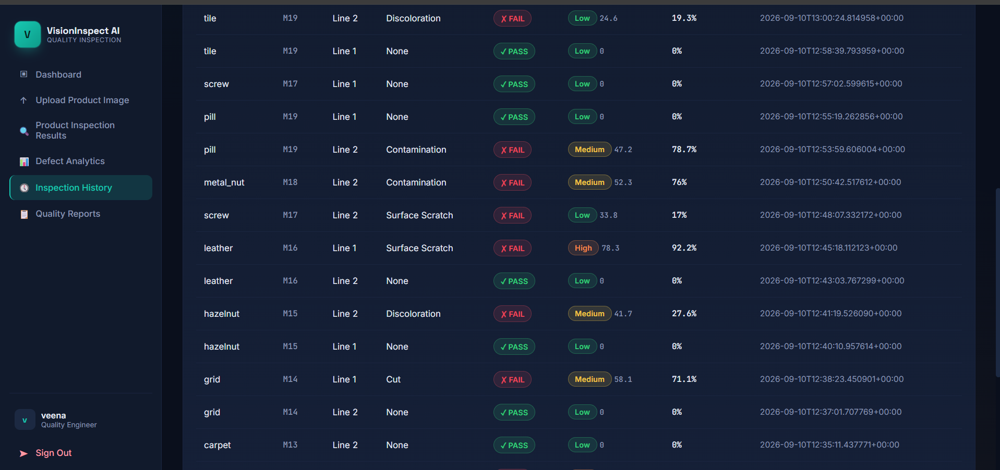 V
VisionInspect AI
QUALITY INSPECTION
Dashboard
Upload Product Image
Product Inspection
Results
Defect Analytics
Inspection History
Quality Reports
v
veena
Quality Engineer
Sign Out
tile M19 Line 2 Discoloration ✗ FAIL Low 24.6 19.3% 2026-09-10T13:00:24.814958+00:00
tile M19 Line 1 None ✓ PASS Low 0 0% 2026-09-10T12:58:39.793959+00:00
screw M17 Line 1 None ✓ PASS Low 0 0% 2026-09-10T12:57:02.599615+00:00
pill M19 Line 1 None ✓ PASS Low 0 0% 2026-09-10T12:55:19.262856+00:00
pill M19 Line 2 Contamination ✗ FAIL Medium 47.2 78.7% 2026-09-10T12:53:59.606004+00:00
metal_nut M18 Line 2 Contamination ✗ FAIL Medium 52.3 76% 2026-09-10T12:50:42.517612+00:00
screw M17 Line 2 Surface Scratch ✗ FAIL Low 33.8 17% 2026-09-10T12:48:07.332172+00:00
leather M16 Line 1 Surface Scratch ✗ FAIL High 78.3 92.2% 2026-09-10T12:45:18.112123+00:00
leather M16 Line 2 None ✓ PASS Low 0 0% 2026-09-10T12:43:03.767299+00:00
hazelnut M15 Line 2 Discoloration ✗ FAIL Medium 41.7 27.6% 2026-09-10T12:41:19.526090+00:00
hazelnut M15 Line 1 None ✓ PASS Low 0 0% 2026-09-10T12:40:10.957614+00:00
grid M14 Line 1 Cut ✗ FAIL Medium 58.1 71.1% 2026-09-10T12:38:23.450901+00:00
grid M14 Line 2 None ✓ PASS Low 0 0% 2026-09-10T12:37:01.707769+00:00
carpet M13 Line 2 None ✓ PASS Low 0 0% 2026-09-10T12:35:11.437771+00:00